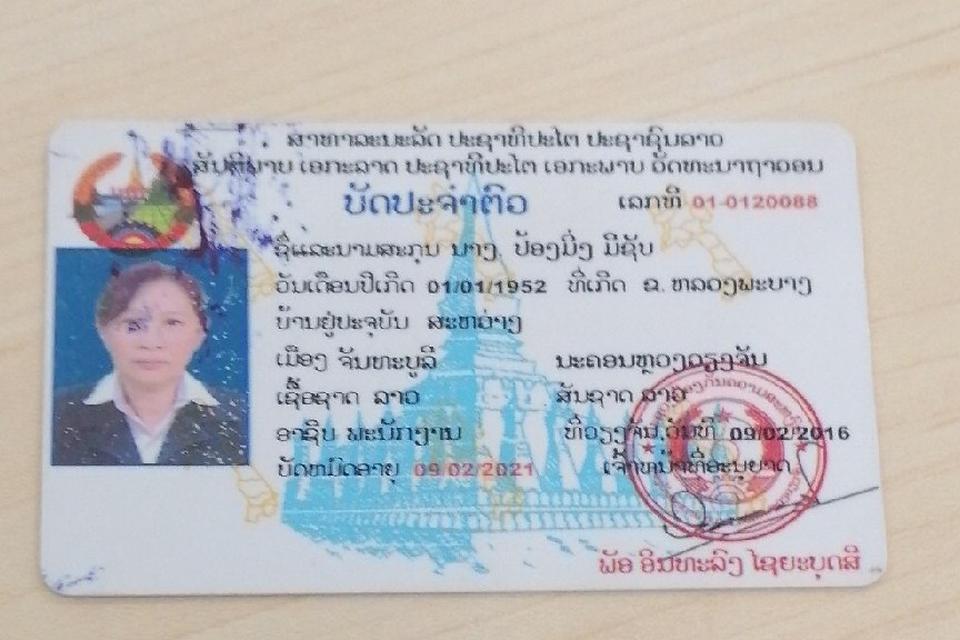 ສາທາລະນະລັດ ປະຊາທິປະໄຕ ປະຊາຊົນລາວ
ສັນຕິພາບ ເອກະລາດ ປະຊາທິປະໄຕ ເອກະພາບ ວັດທະນາຖາວອນ
ບັດປະຈຳຕົວ ເລກທີ 01-0120088
ຊື່ແລະນາມສະກຸນ ນາງ ປ້ອງມິ່ງ ມີຊັບ
ວັນເດືອນປີເກີດ 01/01/1952 ທີ່ເກີດ ຂ. ຫລວງພະບາງ
ບ້ານຢູ່ປະຈຸບັນ ສະຫວ່າງ
ເມືອງ ຈັນທະບູລີ ນະຄອນຫຼວງວຽງຈັນ
ເຊື້ອຊາດ ລາວ ສັນຊາດ ລາວ
ອາຊີບ ພະນັກງານ ທີ່ວຽງຈັນ,ວັນທີ 09/02/2016
ບັດຫມົດອາຍຸ 09/02/2021 ເຈົ້າຫນ້າທີ່ອະນຸຍາດ
ພັອ ອິນທະລົງ ໄຊຍະບຸດສີ